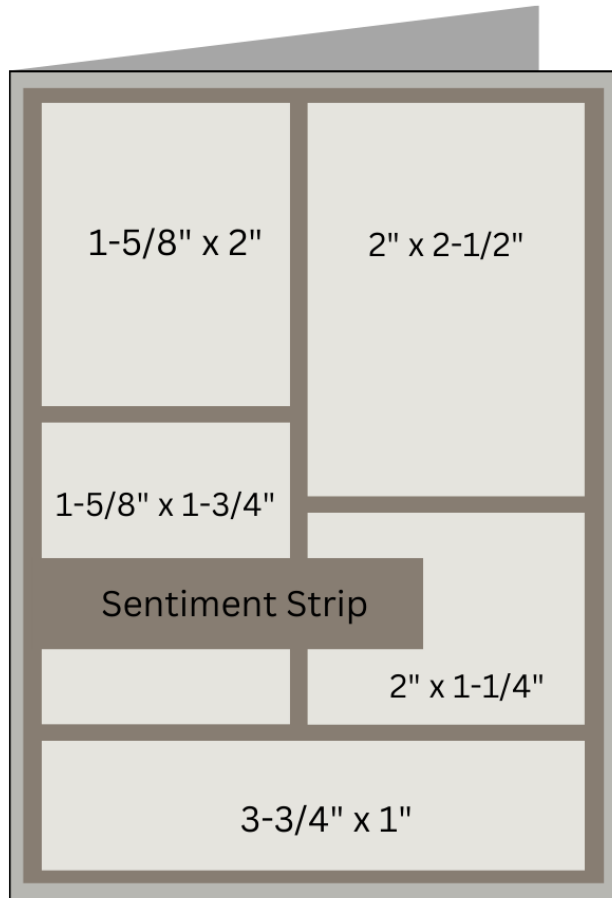 1-5/8" x 2"
2" x 2-1/2"
1-5/8" x 1-3/4"
Sentiment Strip
2" x 1-1/4"
3-3/4" x 1"